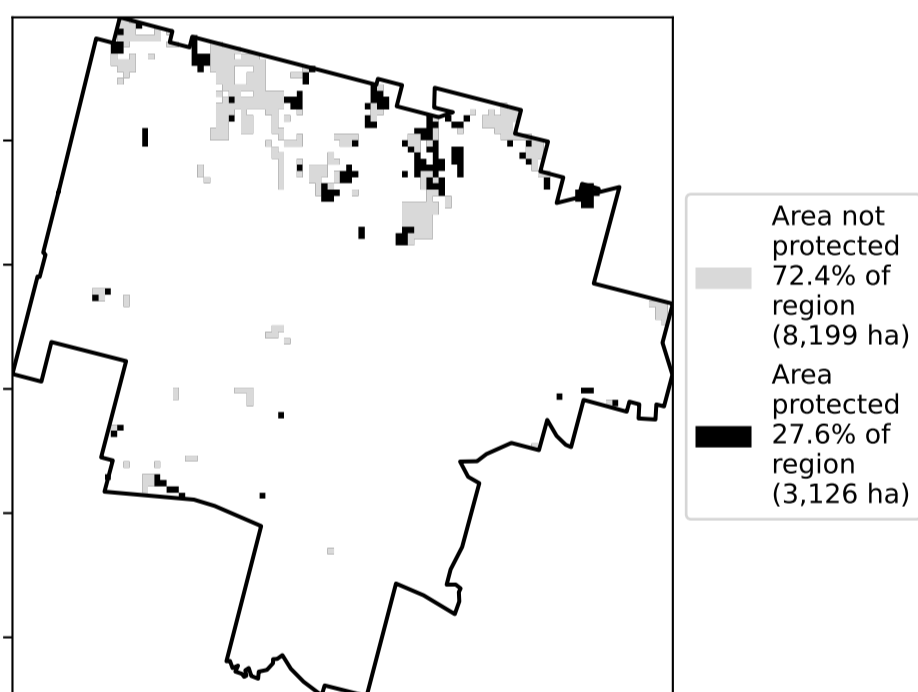 Area not
protected
72.4% of
region
(8,199 ha)
Area
protected
27.6% of
region
(3,126 ha)